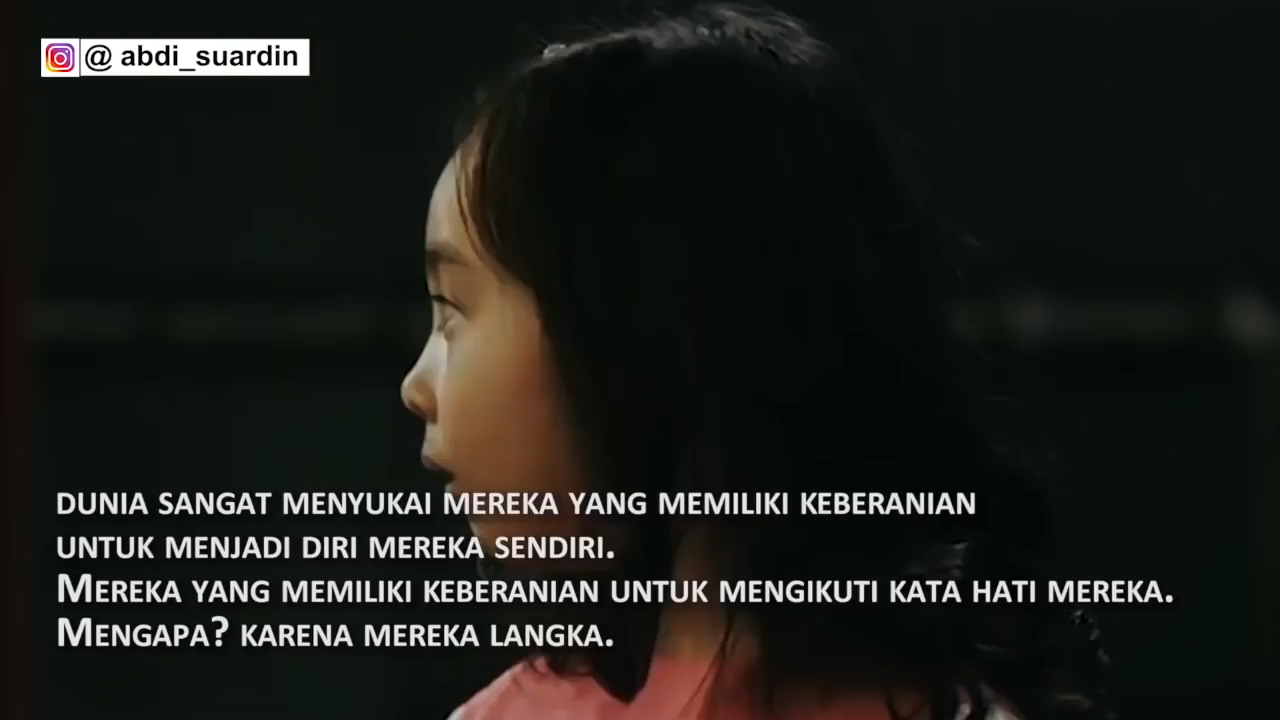 @ abdi_suardin
DUNIA SANGAT MENYUKAI MEREKA YANG MEMILIKI KEBERANIAN
UNTUK MENJADI DIRI MEREKA SENDIRI.
MEREKA YANG MEMILIKI KEBERANIAN UNTUK MENGIKUTI KATA HATI MEREKA.
MENGAPA? KARENA MEREKA LANGKA.